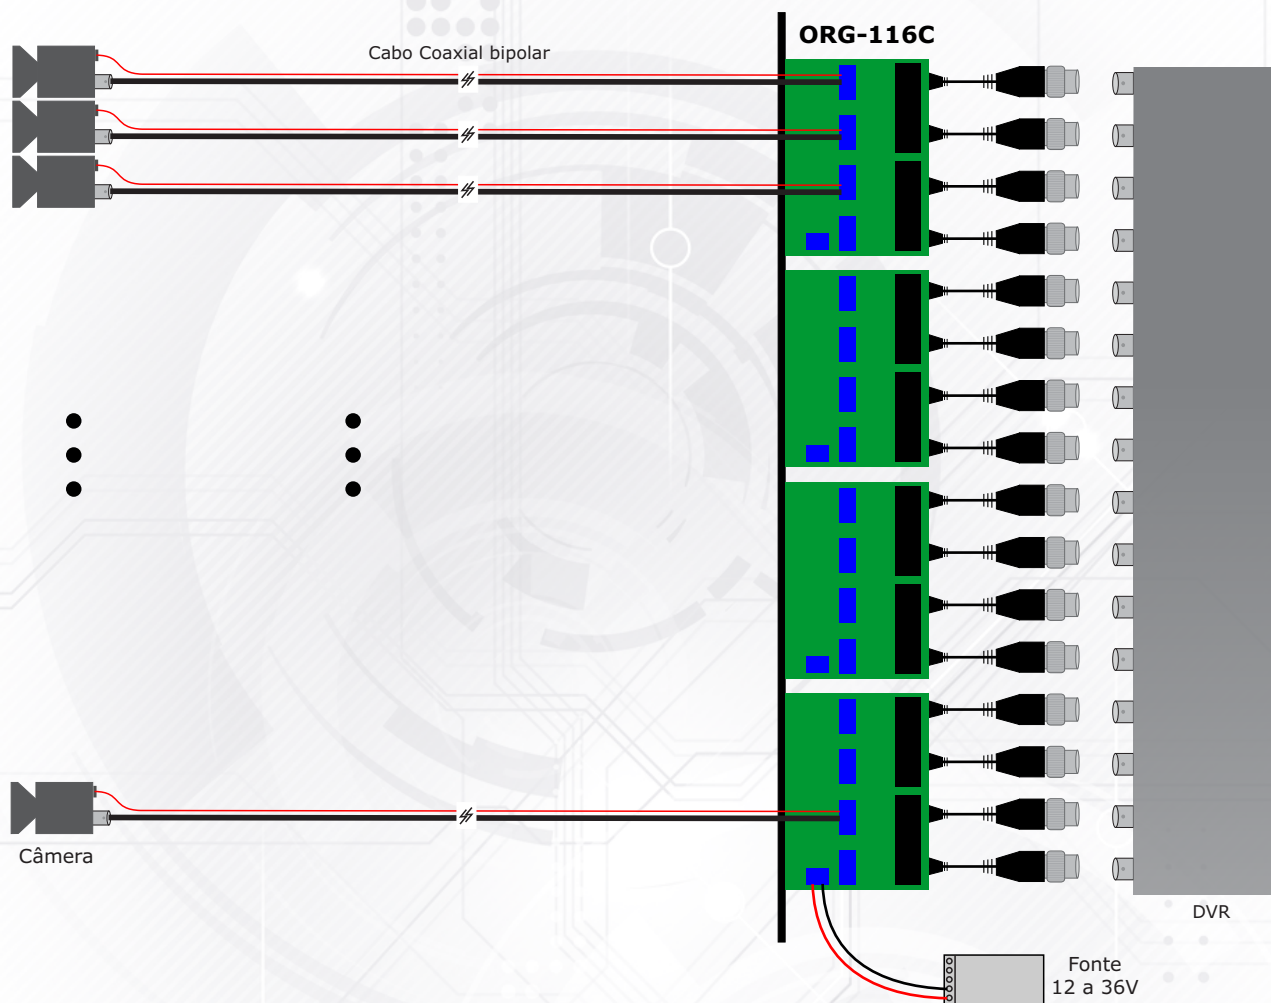 ORG-116C
Cabo Coaxial bipolar
Câmera
DVR
Fonte
12 a 36V